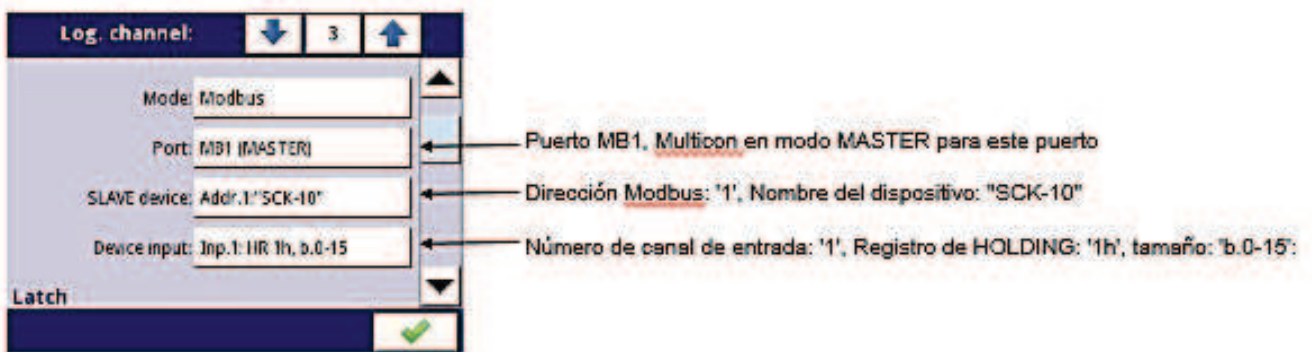 Log. channel: 3
Mode: Modbus
Port: MB1 (MASTER)
Puerto MB1, Multicon en modo MASTER para este puerto
SLAVE device: Addr.1:"SCK-10"
Dirección Modbus: '1', Nombre del dispositivo: "SCK-10"
Device input: Inp.1: HR 1h, b.0-15
Número de canal de entrada: '1', Registro de HOLDING: '1h', tamaño: 'b.0-15':
Latch